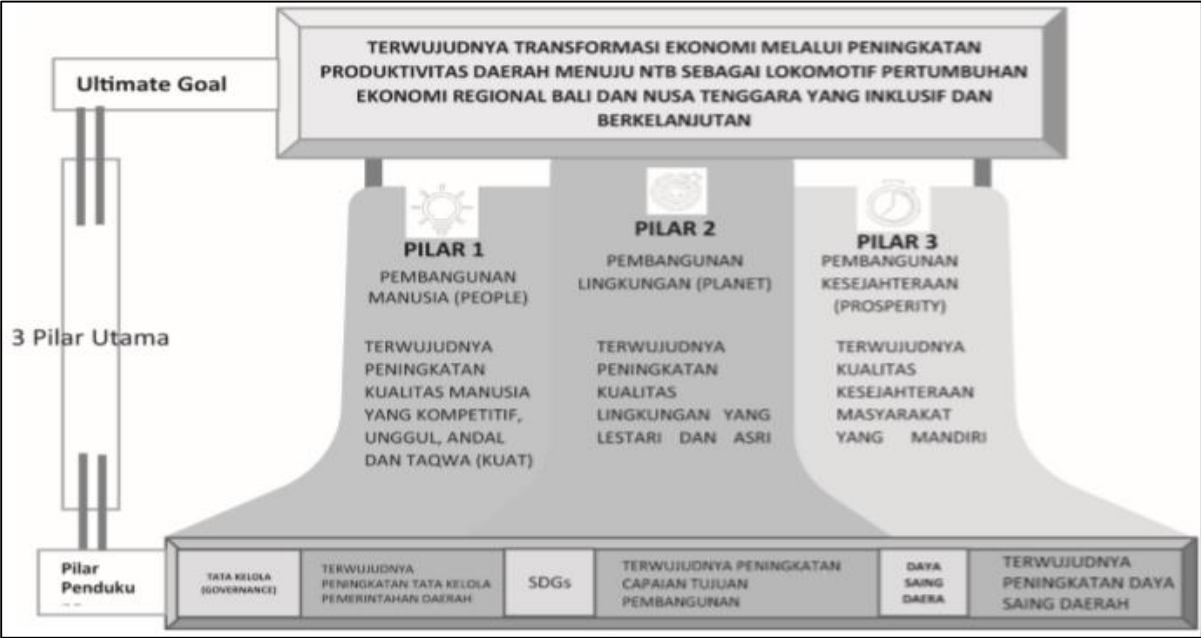 TERWUJUDNYA TRANSFORMASI EKONOMI MELALUI PENINGKATAN
PRODUKTIVITAS DAERAH MENUJU NTB SEBAGAI LOKOMOTIF PERTUMBUHAN
EKONOMI REGIONAL BALI DAN NUSA TENGGARA YANG INKLUSIF DAN
BERKELANJUTAN
Ultimate Goal
3 Pilar Utama
PILAR 1
PEMBANGUNAN
MANUSIA (PEOPLE)
TERWUJUDNYA
PENINGKATAN
KUALITAS MANUSIA
YANG KOMPETITIF,
UNGGUL, ANDAL
DAN TAQWA (KUAT)
PILAR 2
PEMBANGUNAN
LINGKUNGAN (PLANET)
TERWUJUDNYA
PENINGKATAN
KUALITAS
LINGKUNGAN YANG
LESTARI DAN ASRI
PILAR 3
PEMBANGUNAN
KESEJAHTERAAN
(PROSPERITY)
TERWUJUDNYA
KUALITAS
KESEJAHTERAAN
MASYARAKAT
YANG MANDIRI
Pilar
Penduku
TATA KELOLA
(GOVERNANCE)
TERWUJUDNYA
PENINGKATAN TATA KELOLA
PEMERINTAHAN DAERAH
SDGs
TERWUJUDNYA PENINGKATAN
CAPAIAN TUJUAN
PEMBANGUNAN
DAYA
SAING
DAERA
TERWUJUDNYA
PENINGKATAN DAYA
SAING DAERAH